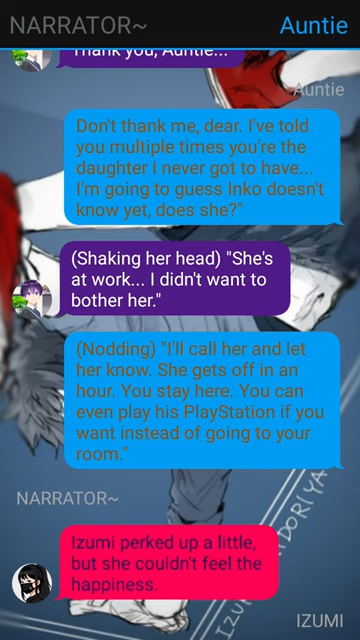 NARRATOR~ Auntie
Thank you, Auntie..."
Auntie
Don't thank me, dear. I've told
you multiple times you're the
daughter I never got to have...
I'm going to guess Inko doesn't
know yet, does she?"
(Shaking her head) "She's
at work... I didn't want to
bother her."
(Nodding) "I'll call her and let
her know. She gets off in an
hour. You stay here. You can
even play his PlayStation if you
want instead of going to your
room."
NARRATOR~
Izumi perked up a little,
but she couldn't feel the
happiness.
IZUMI